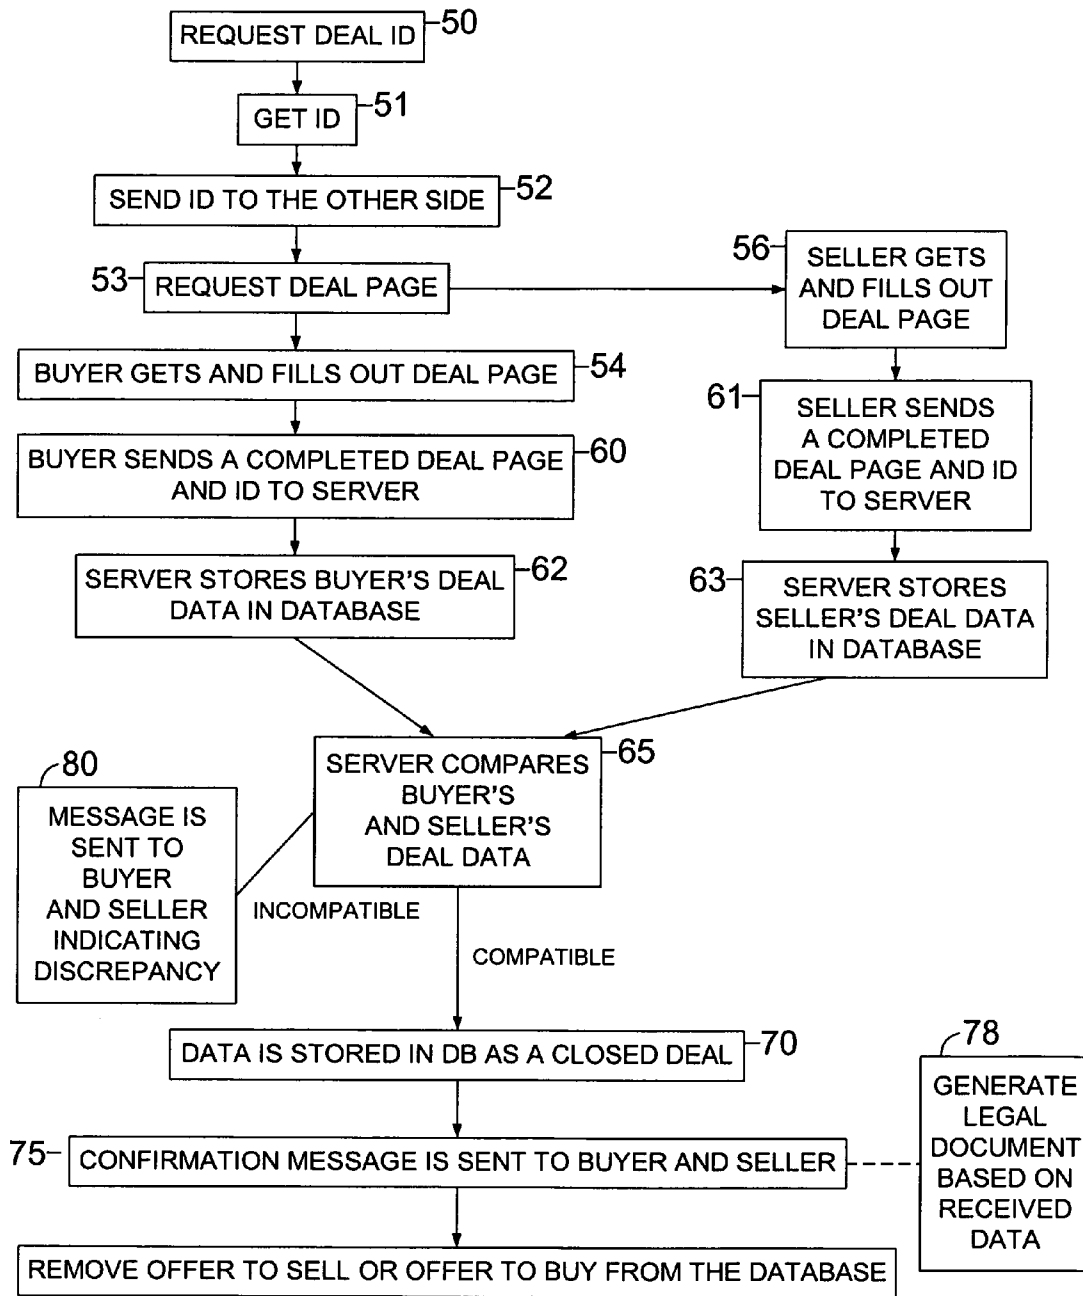 REQUEST DEAL ID
50
GET ID
51
SEND ID TO THE OTHER SIDE
52
53
REQUEST DEAL PAGE
56
SELLER GETS
AND FILLS OUT
DEAL PAGE
BUYER GETS AND FILLS OUT DEAL PAGE
54
61
SELLER SENDS
A COMPLETED
DEAL PAGE AND ID
TO SERVER
BUYER SENDS A COMPLETED DEAL PAGE
AND ID TO SERVER
60
SERVER STORES BUYER'S DEAL
DATA IN DATABASE
62
63
SERVER STORES
SELLER'S DEAL DATA
IN DATABASE
SERVER COMPARES
BUYER'S
AND SELLER'S
DEAL DATA
65
80
MESSAGE IS
SENT TO
BUYER
AND SELLER
INDICATING
DISCREPANCY
INCOMPATIBLE
COMPATIBLE
DATA IS STORED IN DB AS A CLOSED DEAL
70
75
CONFIRMATION MESSAGE IS SENT TO BUYER AND SELLER
78
GENERATE
LEGAL
DOCUMENT
BASED ON
RECEIVED
DATA
REMOVE OFFER TO SELL OR OFFER TO BUY FROM THE DATABASE